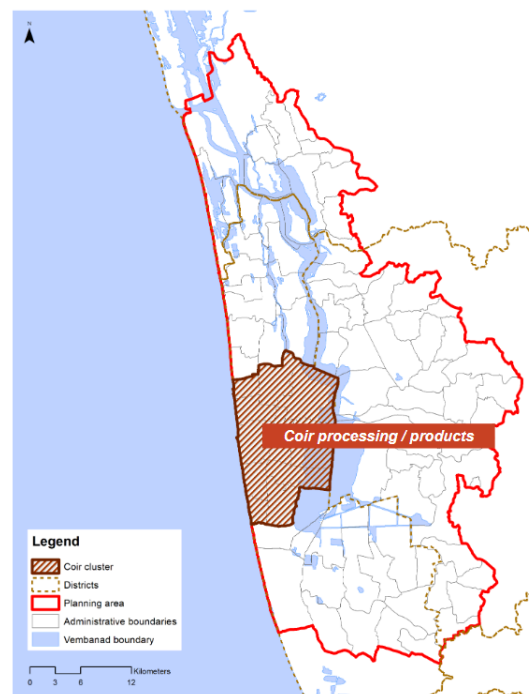 N
Coir processing / products
Legend
Coir cluster
Districts
Planning area
Administrative boundaries
Vembanad boundary
Kilometers
0 3 6 12